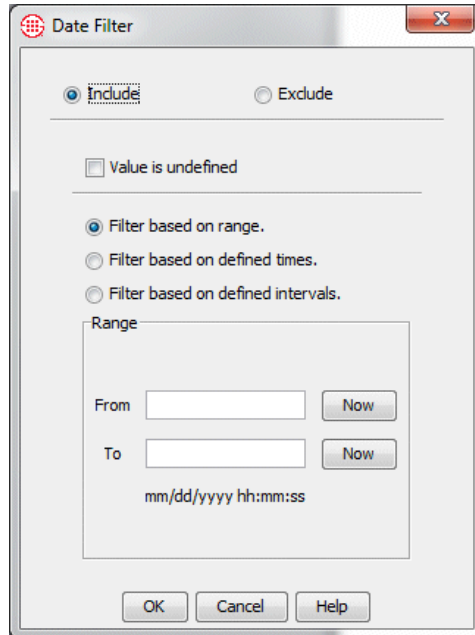 Date Filter
Include Exclude
Value is undefined
Filter based on range.
Filter based on defined times.
Filter based on defined intervals.
Range
From Now
To Now
mm/dd/yyyy hh:mm:ss
OK Cancel Help